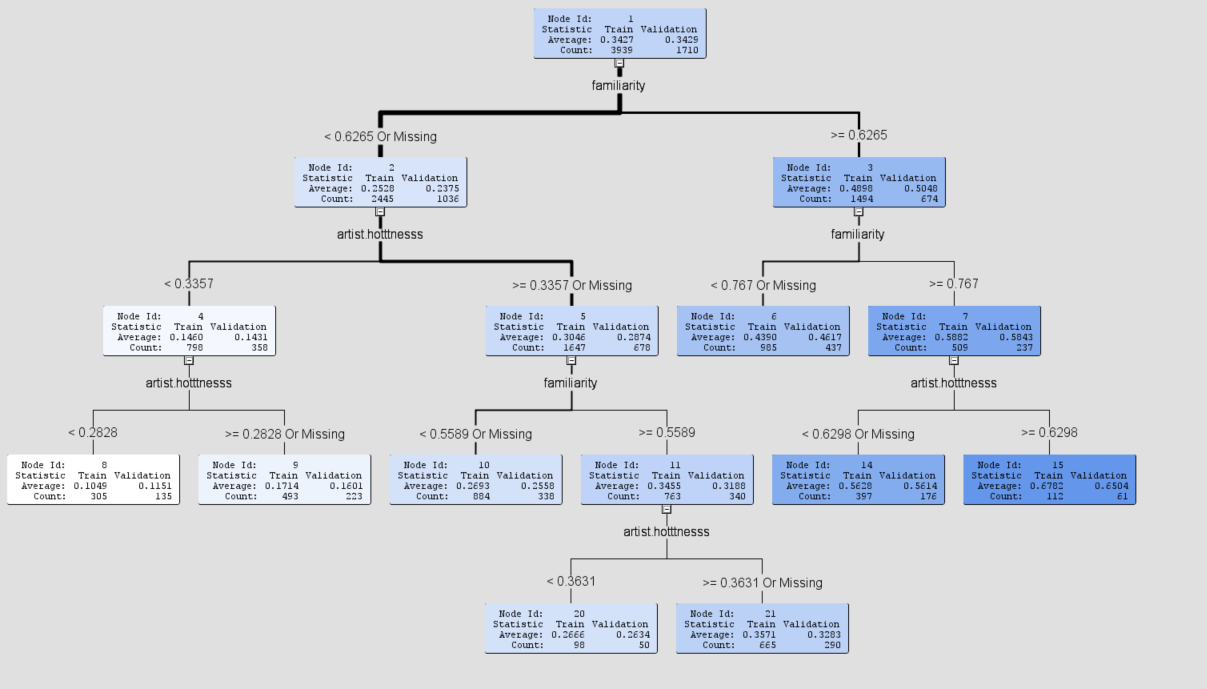 Node Id: 1
Statistic Train Validation
Average: 0.3427 0.3429
Count: 3939 1710
familiarity
< 0.6265 Or Missing
>= 0.6265
Node Id: 2
Statistic Train Validation
Average: 0.2528 0.2375
Count: 2445 1036
Node Id: 3
Statistic Train Validation
Average: 0.4898 0.5048
Count: 1494 674
artist.hotttnesss
familiarity
< 0.3357
>= 0.3357 Or Missing
< 0.767 Or Missing
>= 0.767
Node Id: 4
Statistic Train Validation
Average: 0.1460 0.1431
Count: 798 358
Node Id: 5
Statistic Train Validation
Average: 0.3046 0.2874
Count: 1647 678
Node Id: 6
Statistic Train Validation
Average: 0.4390 0.4617
Count: 985 437
Node Id: 7
Statistic Train Validation
Average: 0.5882 0.5843
Count: 509 237
artist.hotttnesss
familiarity
artist.hotttnesss
< 0.2828
>= 0.2828 Or Missing
< 0.5589 Or Missing
>= 0.5589
< 0.6298 Or Missing
>= 0.6298
Node Id: 8
Statistic Train Validation
Average: 0.1049 0.1151
Count: 305 135
Node Id: 9
Statistic Train Validation
Average: 0.1714 0.1601
Count: 493 223
Node Id: 10
Statistic Train Validation
Average: 0.2693 0.2558
Count: 884 338
Node Id: 11
Statistic Train Validation
Average: 0.3455 0.3188
Count: 763 340
Node Id: 14
Statistic Train Validation
Average: 0.5628 0.5614
Count: 397 176
Node Id: 15
Statistic Train Validation
Average: 0.6782 0.6504
Count: 112 61
artist.hotttnesss
< 0.3631
>= 0.3631 Or Missing
Node Id: 20
Statistic Train Validation
Average: 0.2666 0.2634
Count: 98 50
Node Id: 21
Statistic Train Validation
Average: 0.3571 0.3283
Count: 665 290